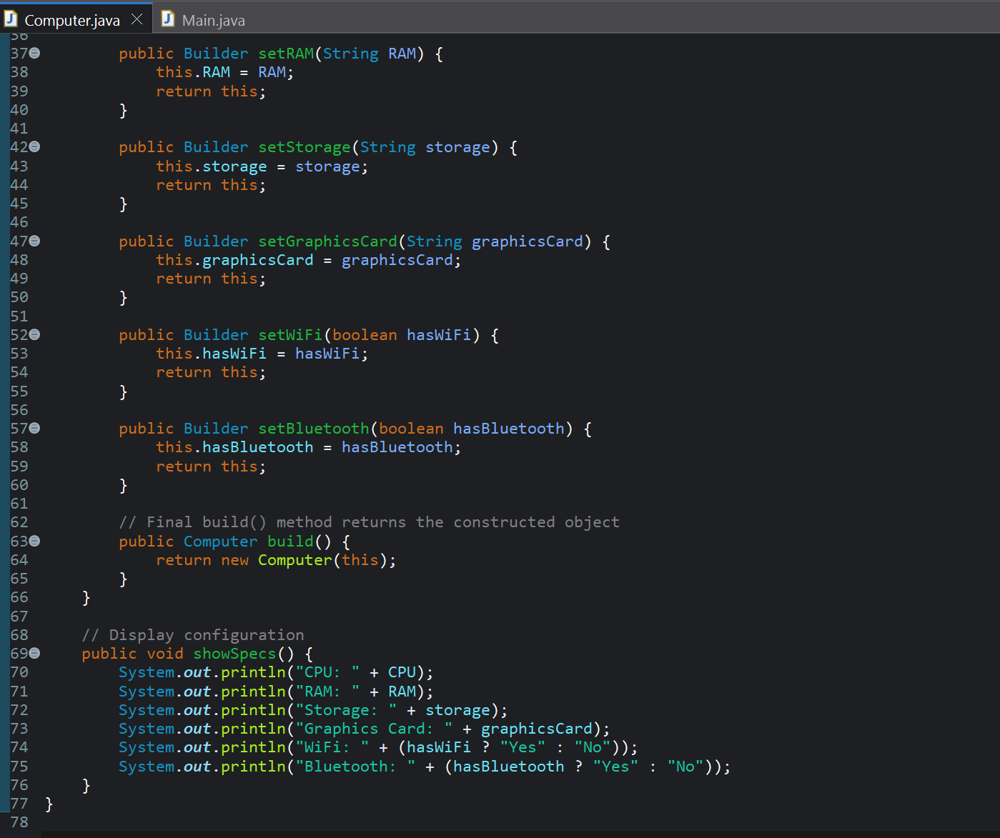 Computer.java
Main.java
36
37 public Builder setRAM(String RAM) {
38 this.RAM = RAM;
39 return this;
40 }
41
42 public Builder setStorage(String storage) {
43 this.storage = storage;
44 return this;
45 }
46
47 public Builder setGraphicsCard(String graphicsCard) {
48 this.graphicsCard = graphicsCard;
49 return this;
50 }
51
52 public Builder setWiFi(boolean hasWiFi) {
53 this.hasWiFi = hasWiFi;
54 return this;
55 }
56
57 public Builder setBluetooth(boolean hasBluetooth) {
58 this.hasBluetooth = hasBluetooth;
59 return this;
60 }
61
62 // Final build() method returns the constructed object
63 public Computer build() {
64 return new Computer(this);
65 }
66 }
67
68 // Display configuration
69 public void showSpecs() {
70 System.out.println("CPU: " + CPU);
71 System.out.println("RAM: " + RAM);
72 System.out.println("Storage: " + storage);
73 System.out.println("Graphics Card: " + graphicsCard);
74 System.out.println("WiFi: " + (hasWiFi ? "Yes" : "No"));
75 System.out.println("Bluetooth: " + (hasBluetooth ? "Yes" : "No"));
76 }
77 }
78